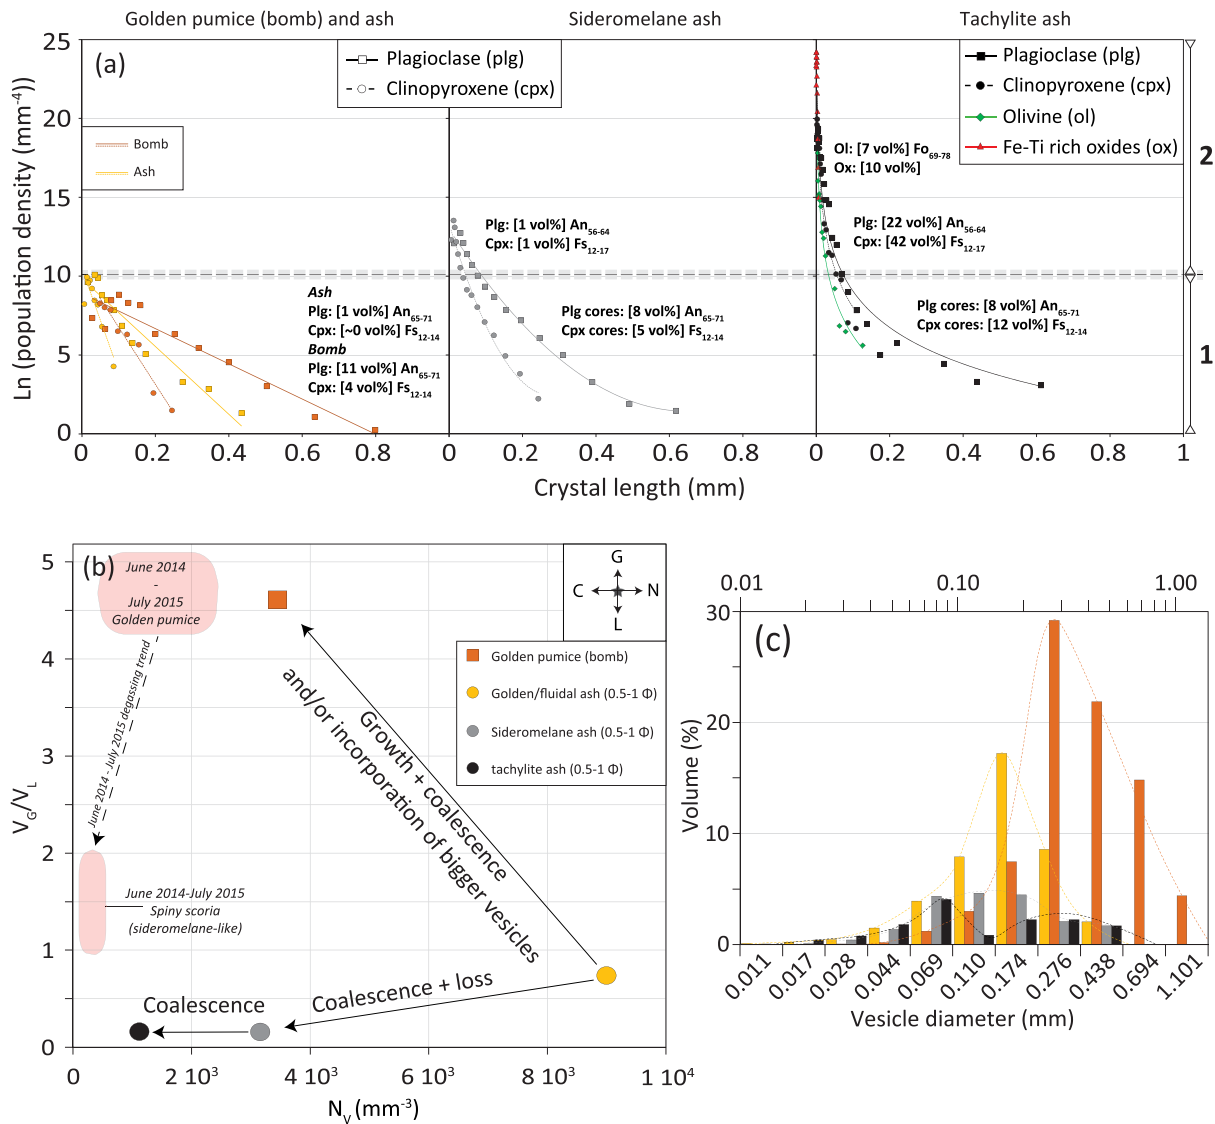 Golden pumice (bomb) and ash
Sideromelane ash
Tachylite ash
(a)
Ln (population density (mm-4))
25
20
15
10
5
0
Plagioclase (plg)
Clinopyroxene (cpx)
Bomb
Ash
Plagioclase (plg)
Clinopyroxene (cpx)
Olivine (ol)
Fe-Ti rich oxides (ox)
Ol: [7 vol%] Fo69-78
Ox: [10 vol%]
Plg: [1 vol%] An56-64
Cpx: [1 vol%] Fs12-17
Plg: [22 vol%] An56-64
Cpx: [42 vol%] Fs12-17
Ash
Plg: [1 vol%] An65-71
Cpx: [~0 vol%] Fs12-14
Bomb
Plg: [11 vol%] An65-71
Cpx: [4 vol%] Fs12-14
Plg cores: [8 vol%] An65-71
Cpx cores: [5 vol%] Fs12-14
Plg cores: [8 vol%] An65-71
Cpx cores: [12 vol%] Fs12-14
2
1
0 0.2 0.4 0.6 0.8 0 0.2 0.4 0.6 0.8 0 0.2 0.4 0.6 0.8 1
Crystal length (mm)
(b)
VG/VL
5
4
3
2
1
0
June 2014
-
July 2015
Golden pumice
June 2014 - July 2015 degassing trend
June 2014-July 2015
Spiny scoria
(sideromelane-like)
G
C N
L
Golden pumice (bomb)
Golden/fluidal ash (0.5-1 Φ)
Sideromelane ash (0.5-1 Φ)
tachylite ash (0.5-1 Φ)
Growth + coalescence
and/or incorporation of bigger vesicles
Coalescence + loss
Coalescence
0 2 10³ 4 10³ 6 10³ 8 10³ 1 10⁴
NV (mm-3)
0.01 0.10 1.00
(c)
Volume (%)
30
20
10
0
0.011 0.017 0.028 0.044 0.069 0.110 0.174 0.276 0.438 0.694 1.101
Vesicle diameter (mm)